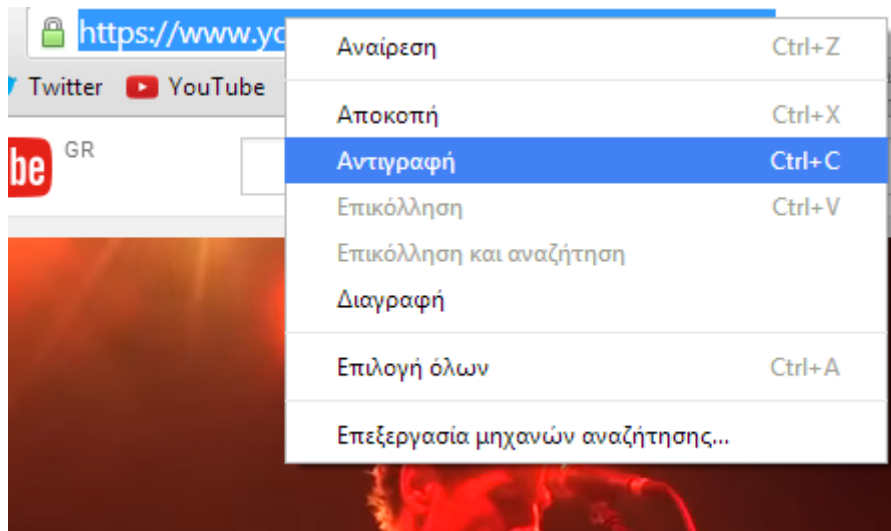 https://www.yo
Twitter YouTube
be GR
Αναίρεση Ctrl+Z
Αποκοπή Ctrl+X
Αντιγραφή Ctrl+C
Επικόλληση Ctrl+V
Επικόλληση και αναζήτηση
Διαγραφή
Επιλογή όλων Ctrl+A
Επεξεργασία μηχανών αναζήτησης...